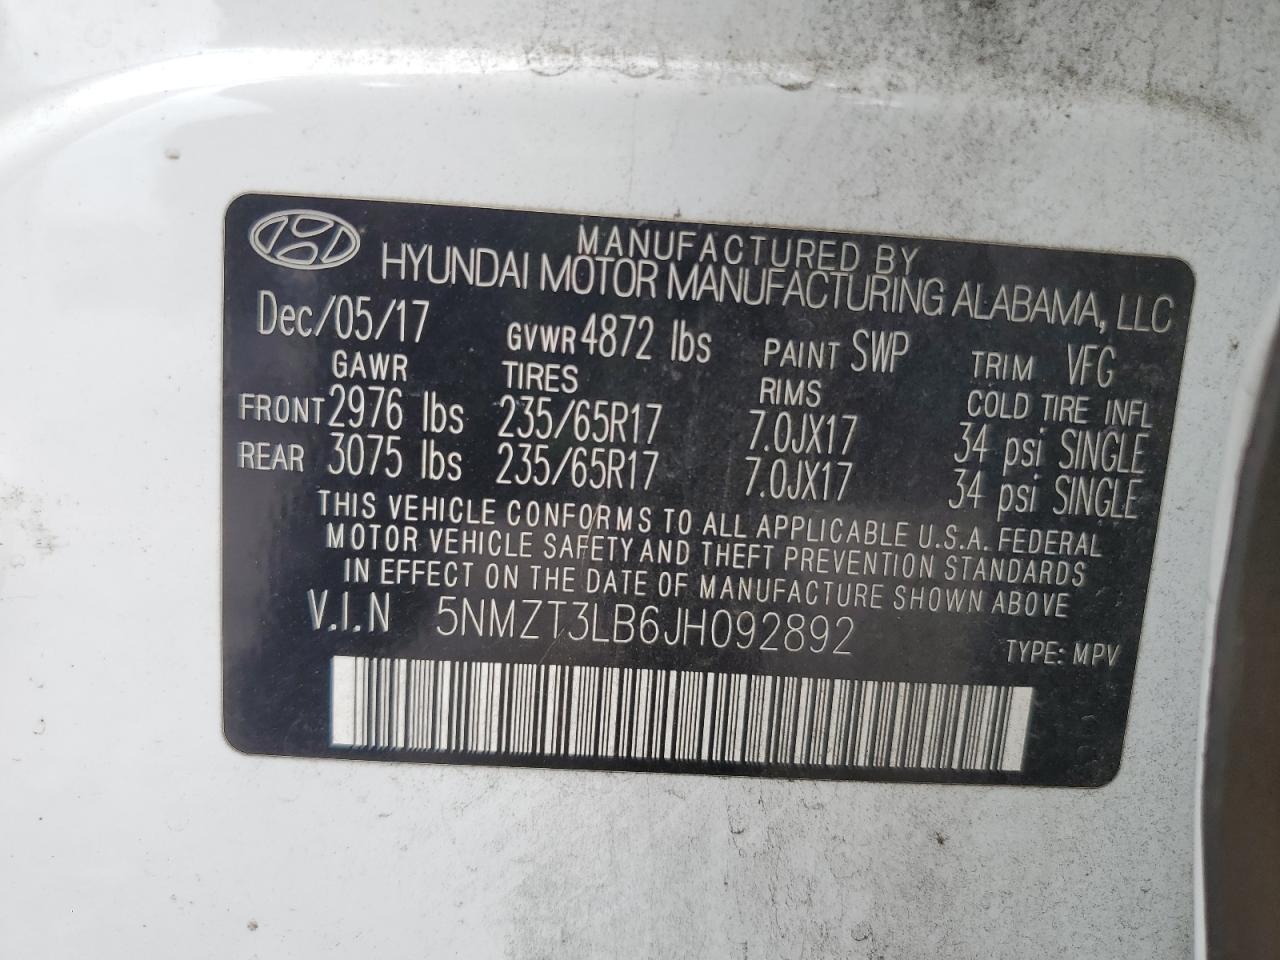 MANUFACTURED BY
HYUNDAI MOTOR MANUFACTURING ALABAMA, LLC
Dec/05/17 GVWR 4872 lbs PAINT SWP TRIM VFG
GAWR TIRES RIMS COLD TIRE INFL
FRONT 2976 lbs 235/65R17 7.0JX17 34 psi SINGLE
REAR 3075 lbs 235/65R17 7.0JX17 34 psi SINGLE
THIS VEHICLE CONFORMS TO ALL APPLICABLE U.S.A. FEDERAL
MOTOR VEHICLE SAFETY AND THEFT PREVENTION STANDARDS
IN EFFECT ON THE DATE OF MANUFACTURE SHOWN ABOVE
V.I.N 5NMZT3LB6JH092892
TYPE: MPV